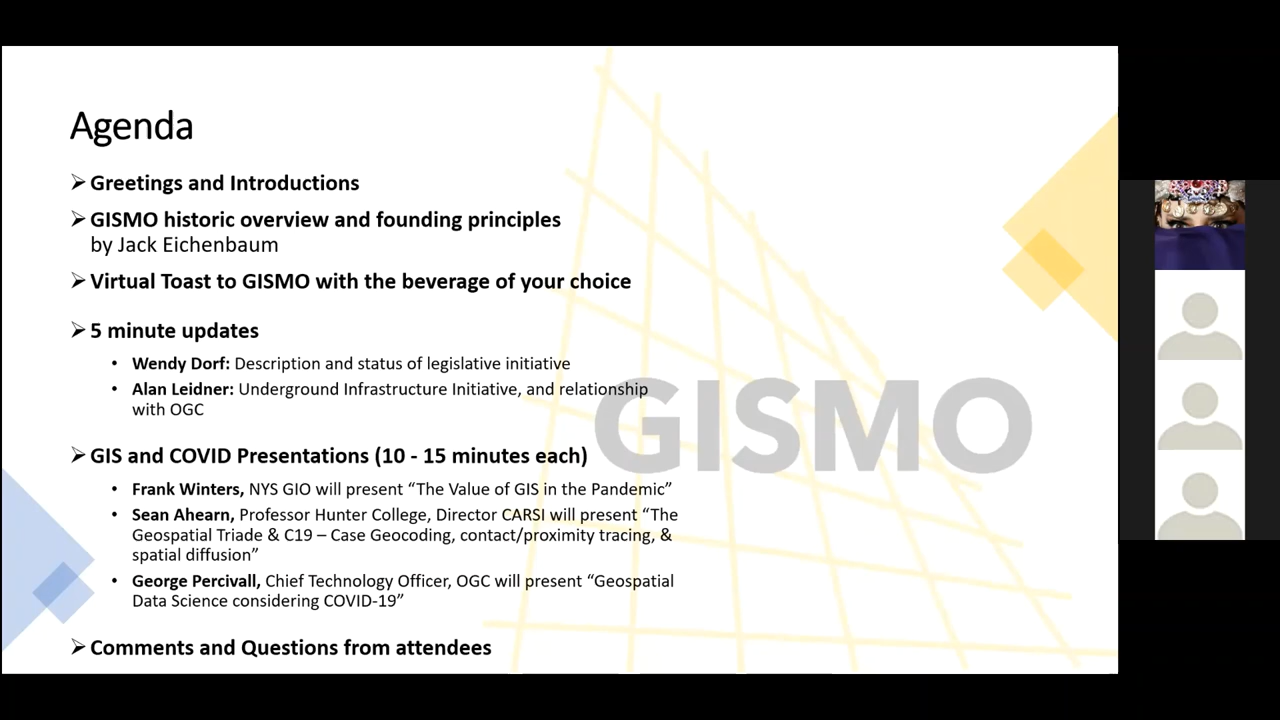 Agenda
➢ Greetings and Introductions
➢ GISMO historic overview and founding principles
by Jack Eichenbaum
➢ Virtual Toast to GISMO with the beverage of your choice
➢ 5 minute updates
• Wendy Dorf: Description and status of legislative initiative
• Alan Leidner: Underground Infrastructure Initiative, and relationship
with OGC
➢ GIS and COVID Presentations (10 - 15 minutes each)
• Frank Winters, NYS GIO will present “The Value of GIS in the Pandemic”
• Sean Ahearn, Professor Hunter College, Director CARSI will present “The
Geospatial Triade & C19 – Case Geocoding, contact/proximity tracing, &
spatial diffusion”
• George Percivall, Chief Technology Officer, OGC will present “Geospatial
Data Science considering COVID-19”
➢ Comments and Questions from attendees
GISMO